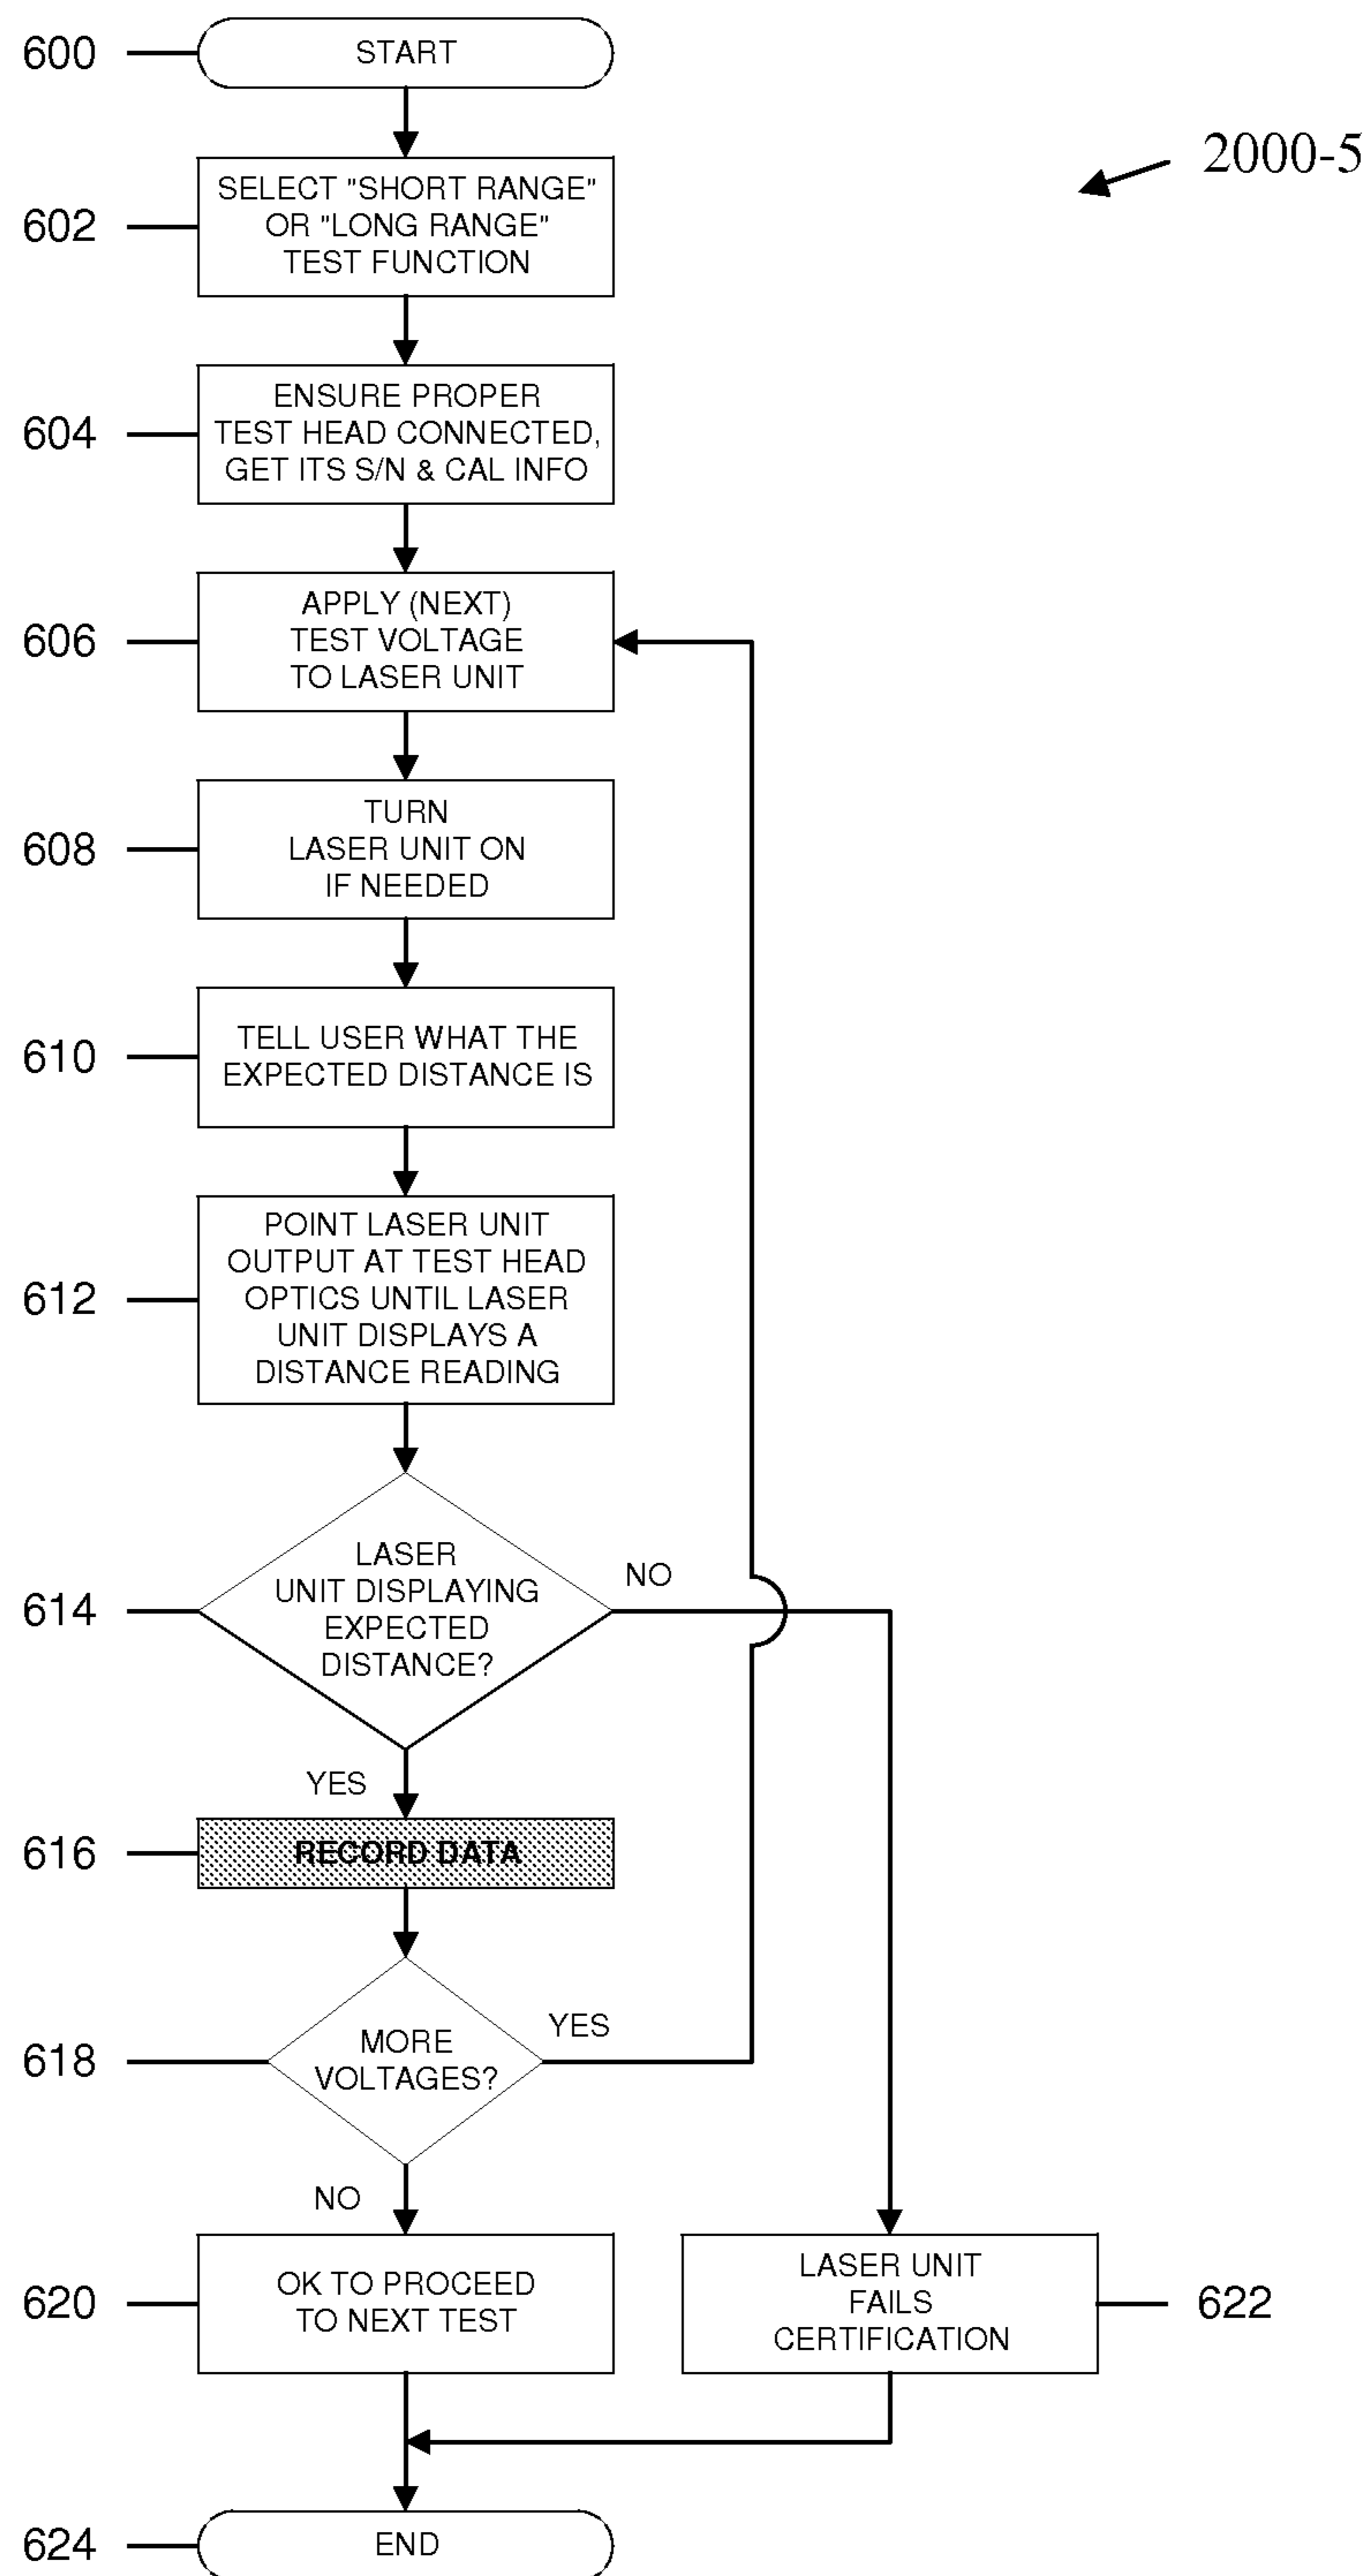 600
START
2000-5
602
SELECT "SHORT RANGE"
OR "LONG RANGE"
TEST FUNCTION
604
ENSURE PROPER
TEST HEAD CONNECTED,
GET ITS S/N & CAL INFO
606
APPLY (NEXT)
TEST VOLTAGE
TO LASER UNIT
608
TURN
LASER UNIT ON
IF NEEDED
610
TELL USER WHAT THE
EXPECTED DISTANCE IS
612
POINT LASER UNIT
OUTPUT AT TEST HEAD
OPTICS UNTIL LASER
UNIT DISPLAYS A
DISTANCE READING
614
LASER
UNIT DISPLAYING
EXPECTED
DISTANCE?
NO
YES
616
RECORD DATA
618
MORE
VOLTAGES?
YES
NO
620
OK TO PROCEED
TO NEXT TEST
LASER UNIT
FAILS
CERTIFICATION
622
624
END